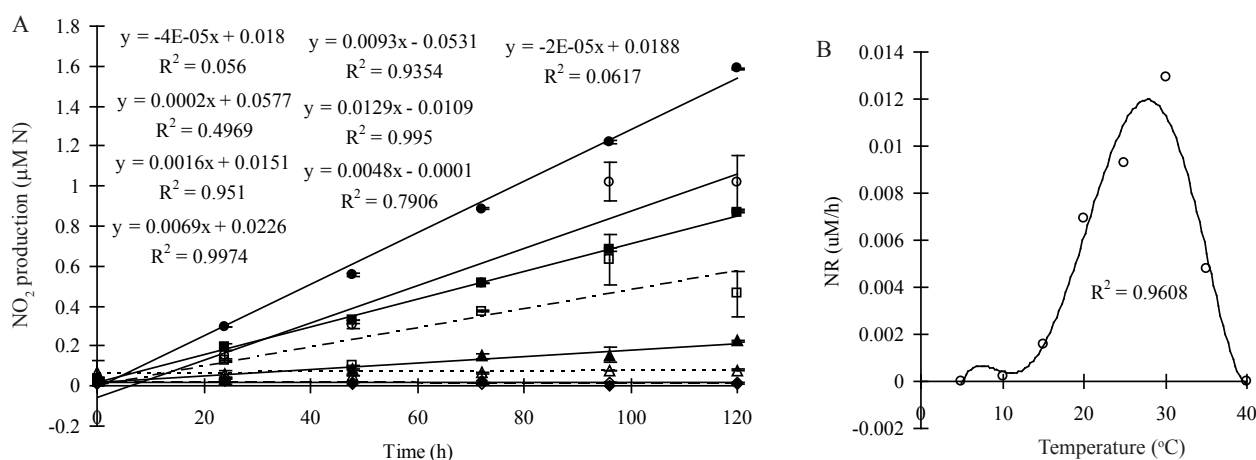 A
y = -4E-05x + 0.018
R² = 0.056
y = 0.0002x + 0.0577
R² = 0.4969
y = 0.0016x + 0.0151
R² = 0.951
y = 0.0069x + 0.0226
R² = 0.9974
y = 0.0093x - 0.0531
R² = 0.9354
y = 0.0129x - 0.0109
R² = 0.995
y = 0.0048x - 0.0001
R² = 0.7906
y = -2E-05x + 0.0188
R² = 0.0617
NO₂ production (µM N)
1.8
1.6
1.4
1.2
1
0.8
0.6
0.4
0.2
0
-0.2
0 20 40 60 80 100 120
Time (h)
B
NR (uM/h)
0.014
0.012
0.01
0.008
0.006
0.004
0.002
0
-0.002
R² = 0.9608
0 10 20 30 40
Temperature (°C)